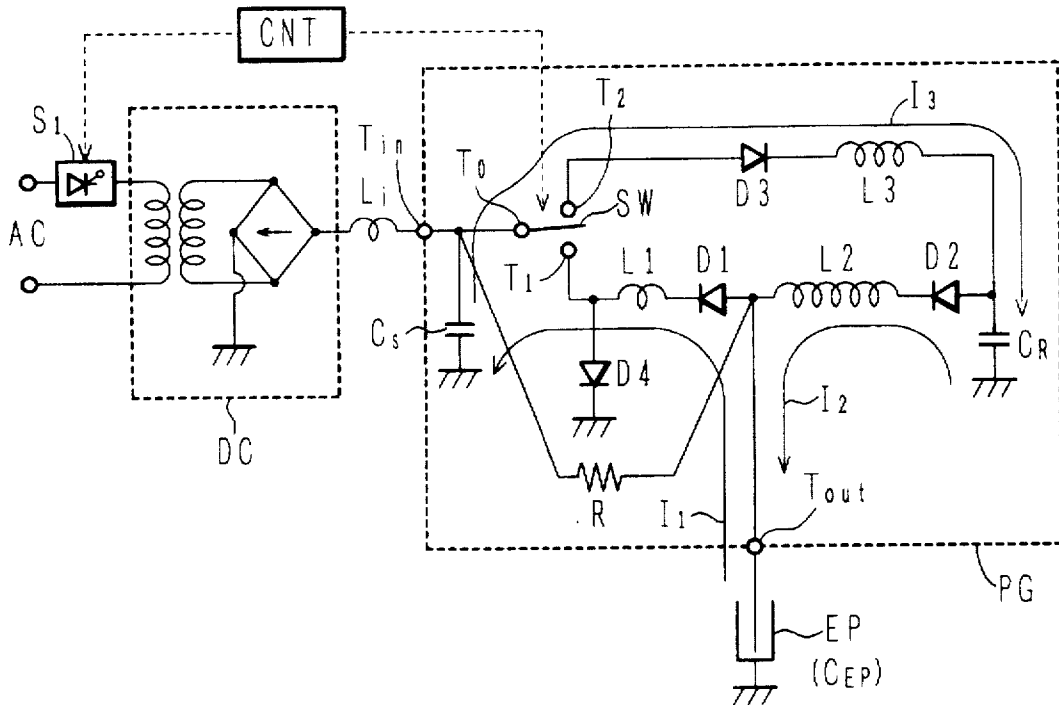 CNT
S1
AC
DC
Li
Tin
T0
T2
I3
SW
D3
L3
T1
L1
D1
L2
D2
Cs
D4
CR
I2
R
I1
Tout
PG
EP
(CEP)